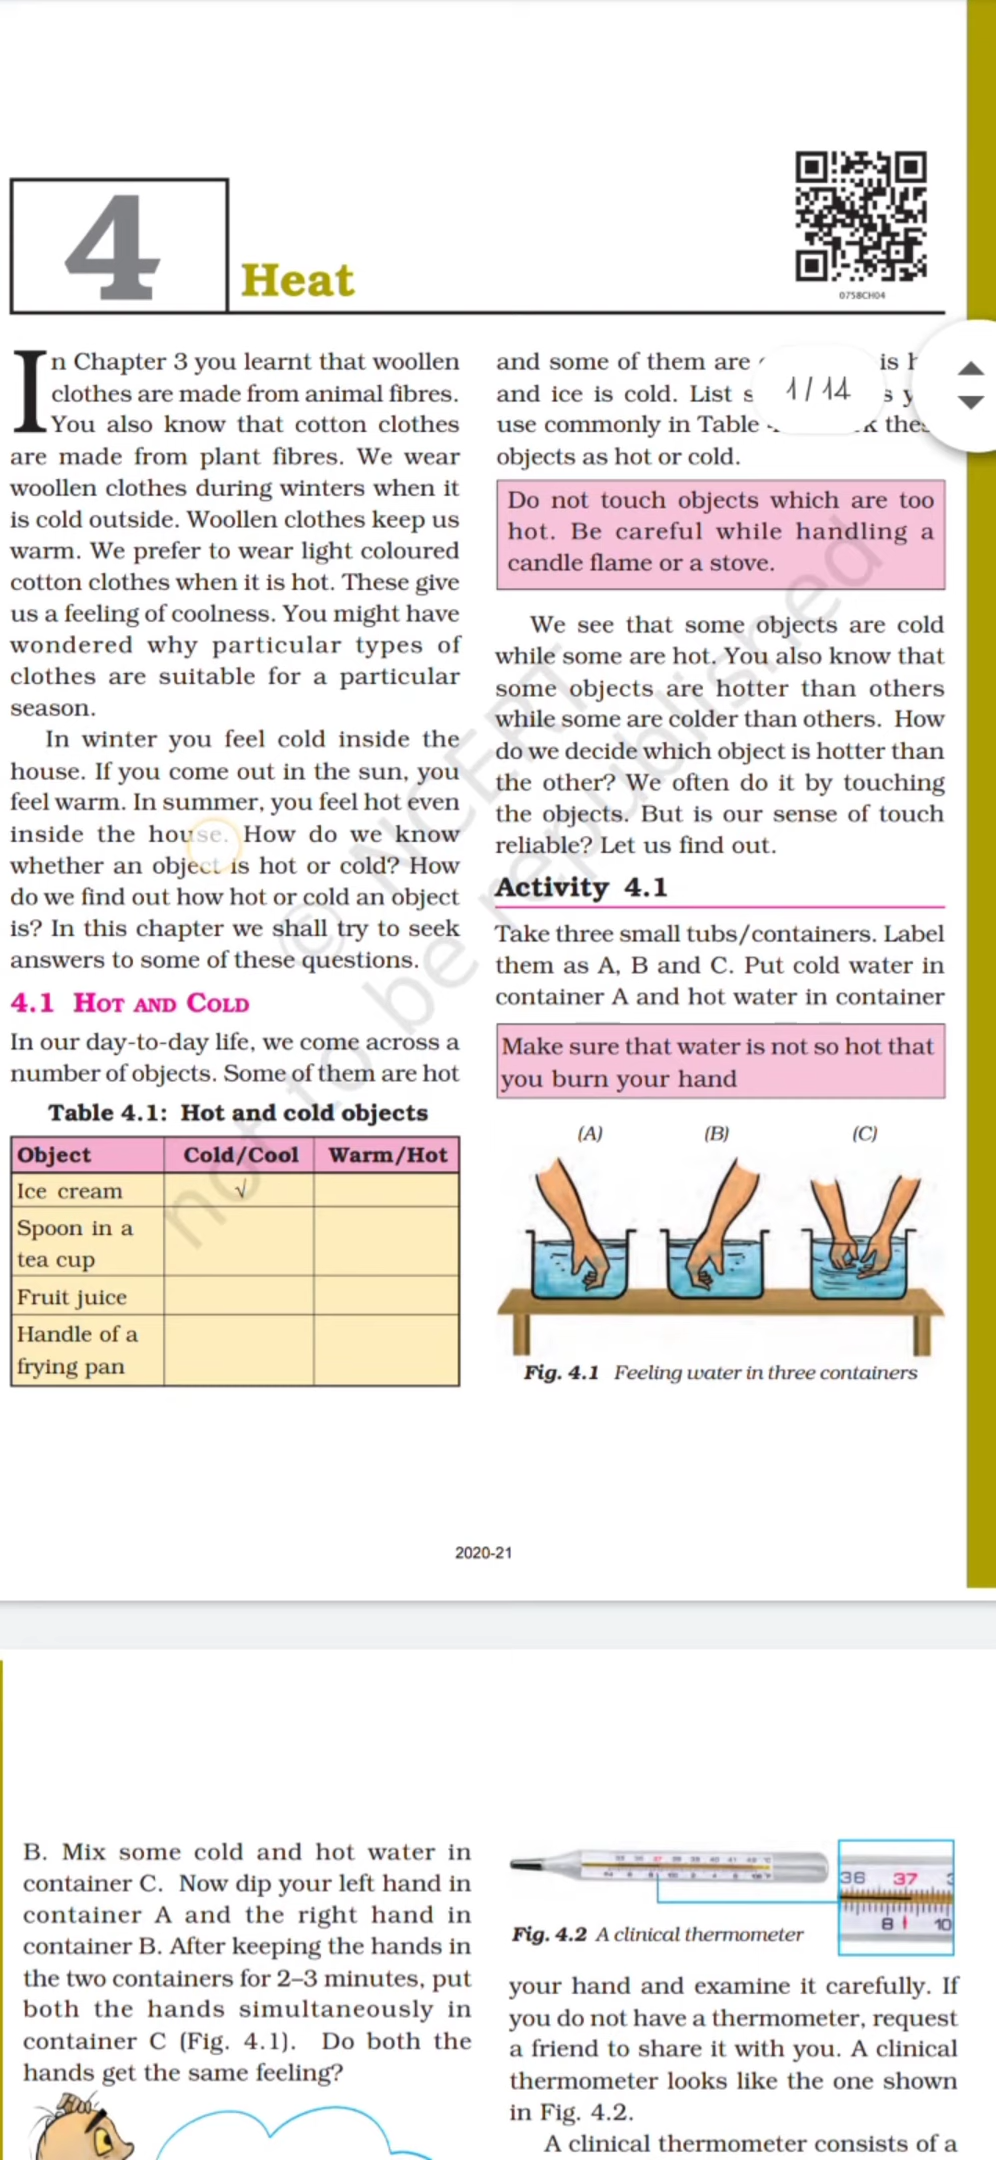 4
Heat
0758CH04
In Chapter 3 you learnt that woollen
clothes are made from animal fibres.
You also know that cotton clothes
are made from plant fibres. We wear
woollen clothes during winters when it
is cold outside. Woollen clothes keep us
warm. We prefer to wear light coloured
cotton clothes when it is hot. These give
us a feeling of coolness. You might have
wondered why particular types of
clothes are suitable for a particular
season.
In winter you feel cold inside the
house. If you come out in the sun, you
feel warm. In summer, you feel hot even
inside the house. How do we know
whether an object is hot or cold? How
do we find out how hot or cold an object
is? In this chapter we shall try to seek
answers to some of these questions.
4.1 HOT AND COLD
In our day-to-day life, we come across a
number of objects. Some of them are hot
Table 4.1: Hot and cold objects
Object Cold/Cool Warm/Hot
Ice cream √
Spoon in a
tea cup
Fruit juice
Handle of a
frying pan
and some of them are is
and ice is cold. List
use commonly in Table
objects as hot or cold.
1 / 14
Do not touch objects which are too
hot. Be careful while handling a
candle flame or a stove.
We see that some objects are cold
while some are hot. You also know that
some objects are hotter than others
while some are colder than others. How
do we decide which object is hotter than
the other? We often do it by touching
the objects. But is our sense of touch
reliable? Let us find out.
Activity 4.1
Take three small tubs/containers. Label
them as A, B and C. Put cold water in
container A and hot water in container
Make sure that water is not so hot that
you burn your hand
(A) (B) (C)
Fig. 4.1 Feeling water in three containers
© NCERT
not to be republished
2020-21
B. Mix some cold and hot water in
container C. Now dip your left hand in
container A and the right hand in
container B. After keeping the hands in
the two containers for 2–3 minutes, put
both the hands simultaneously in
container C (Fig. 4.1). Do both the
hands get the same feeling?
36 37
8 10
Fig. 4.2 A clinical thermometer
your hand and examine it carefully. If
you do not have a thermometer, request
a friend to share it with you. A clinical
thermometer looks like the one shown
in Fig. 4.2.
A clinical thermometer consists of a